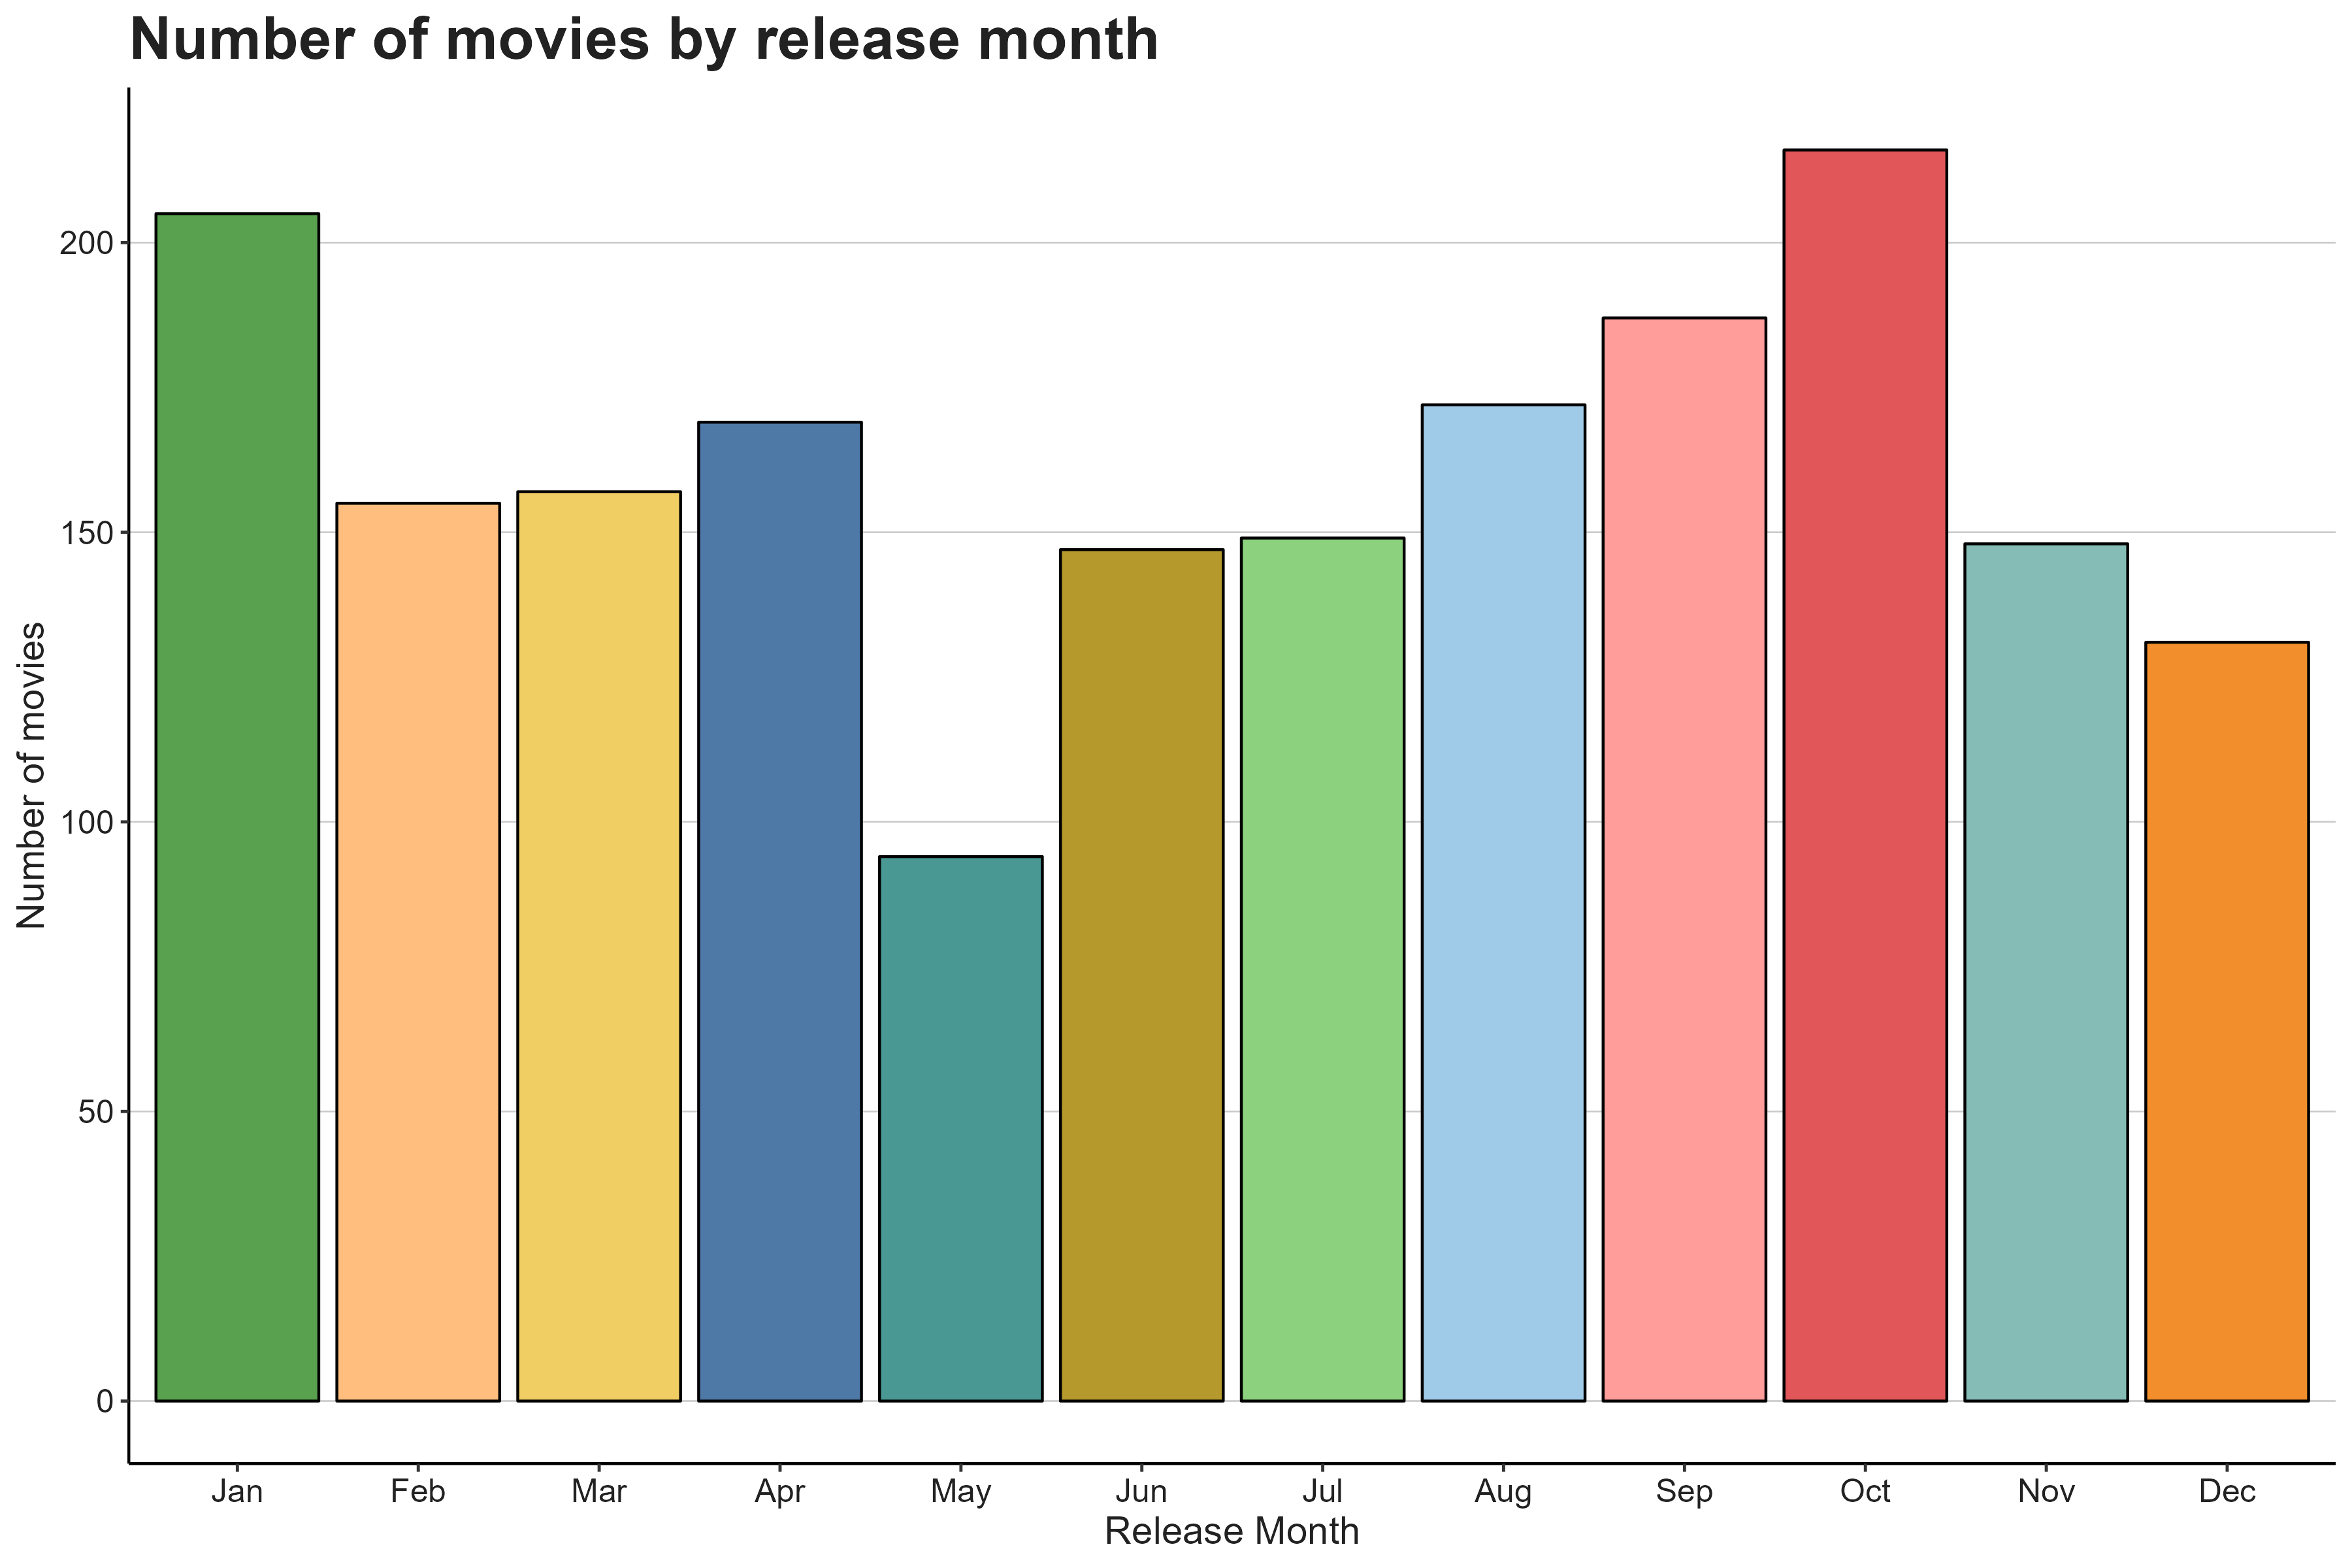 Number of movies by release month
Number of movies
200
150
100
50
0
Jan Feb Mar Apr May Jun Jul Aug Sep Oct Nov Dec
Release Month